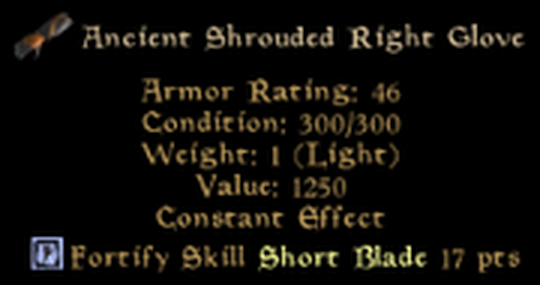 Ancient Shrouded Right Glove
Armor Rating: 46
Condition: 300/300
Weight: 1 (Light)
Value: 1250
Constant Effect
Fortify Skill Short Blade 17 pts